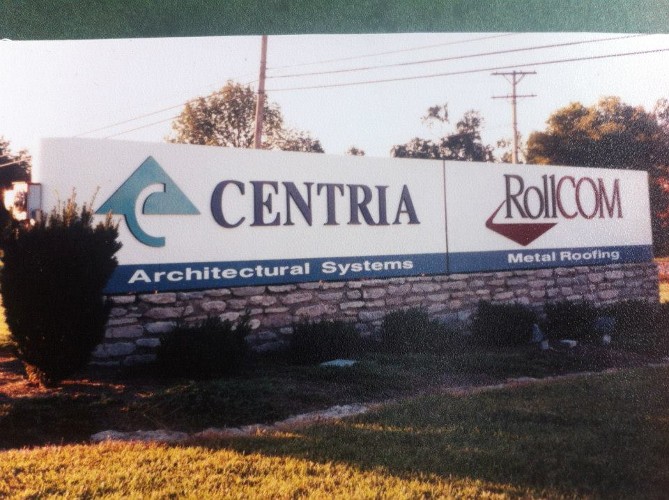 CENTRIA
Architectural Systems
RollCOM
Metal Roofing